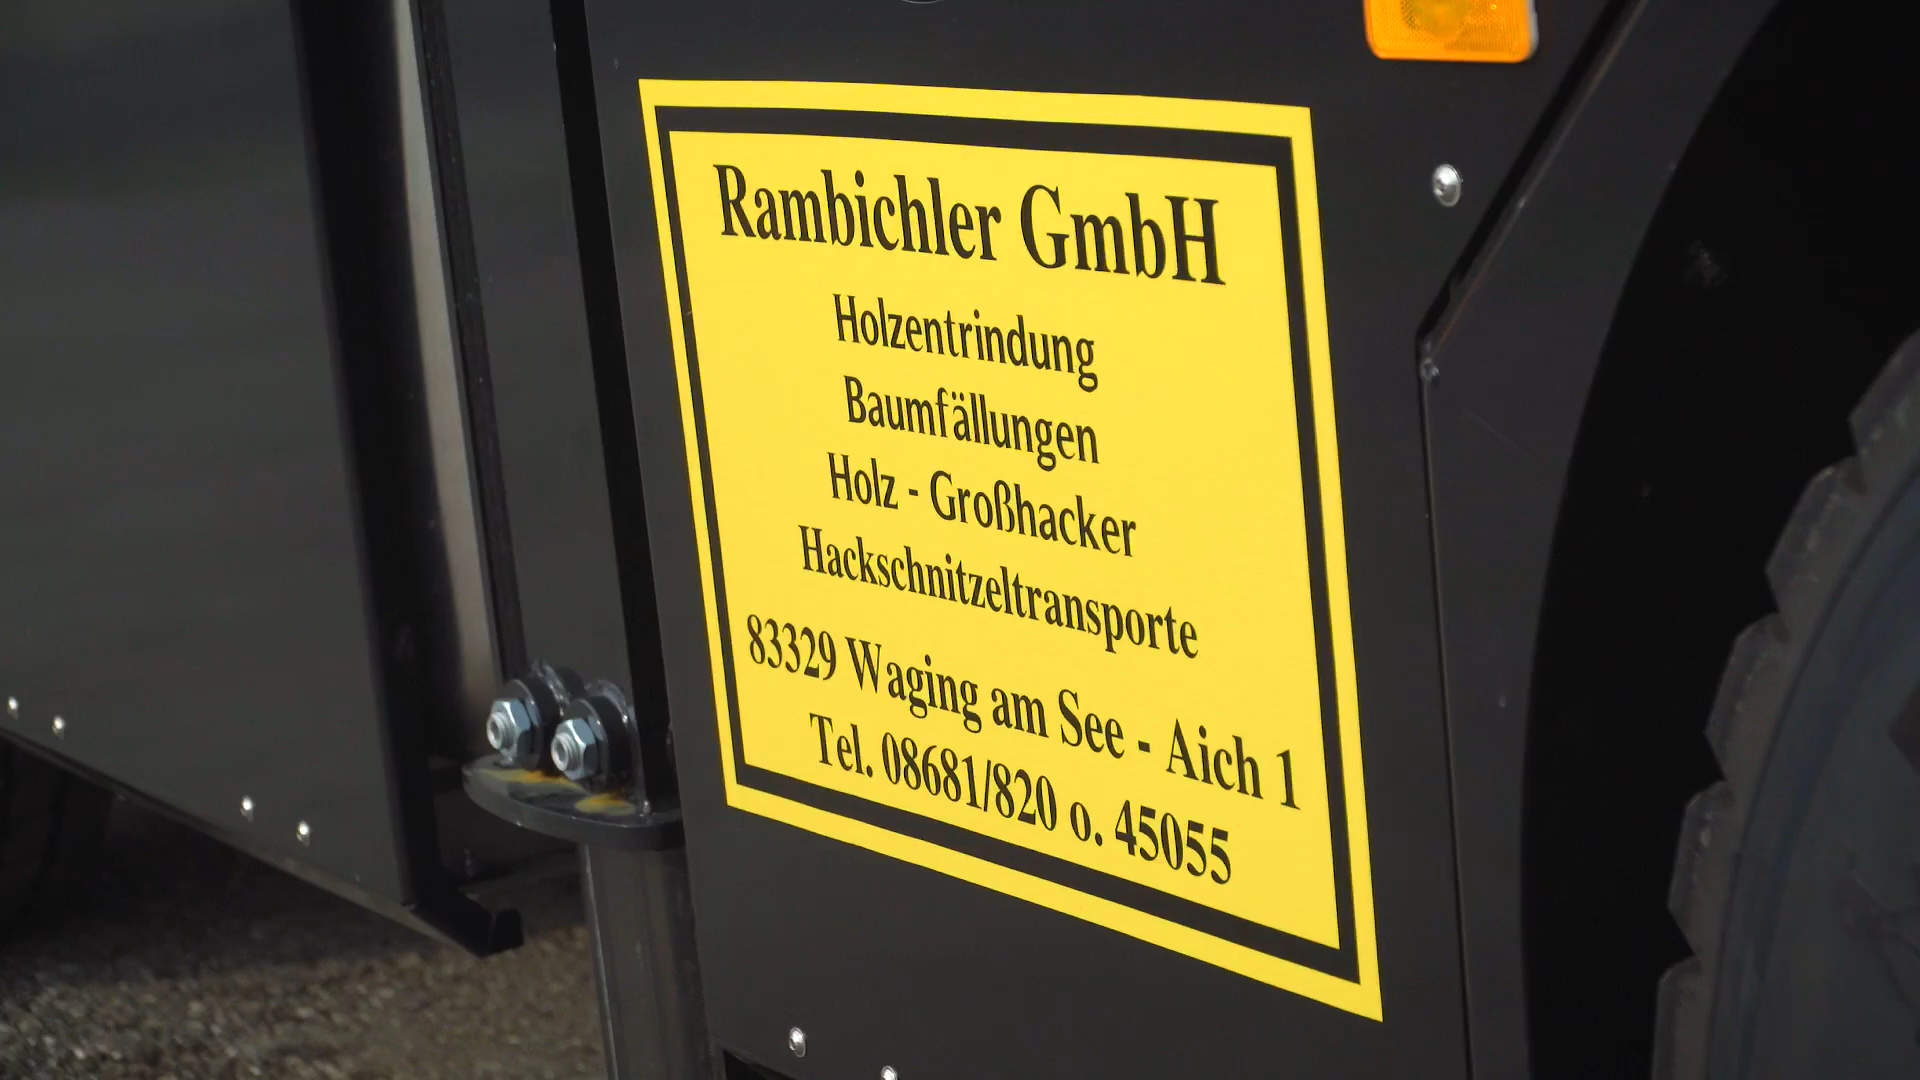 Rambichler GmbH
Holzentrindung
Baumfällungen
Holz - Großhacker
Hackschnitzeltransporte
83329 Waging am See - Aich 1
Tel. 08681/820 o. 45055